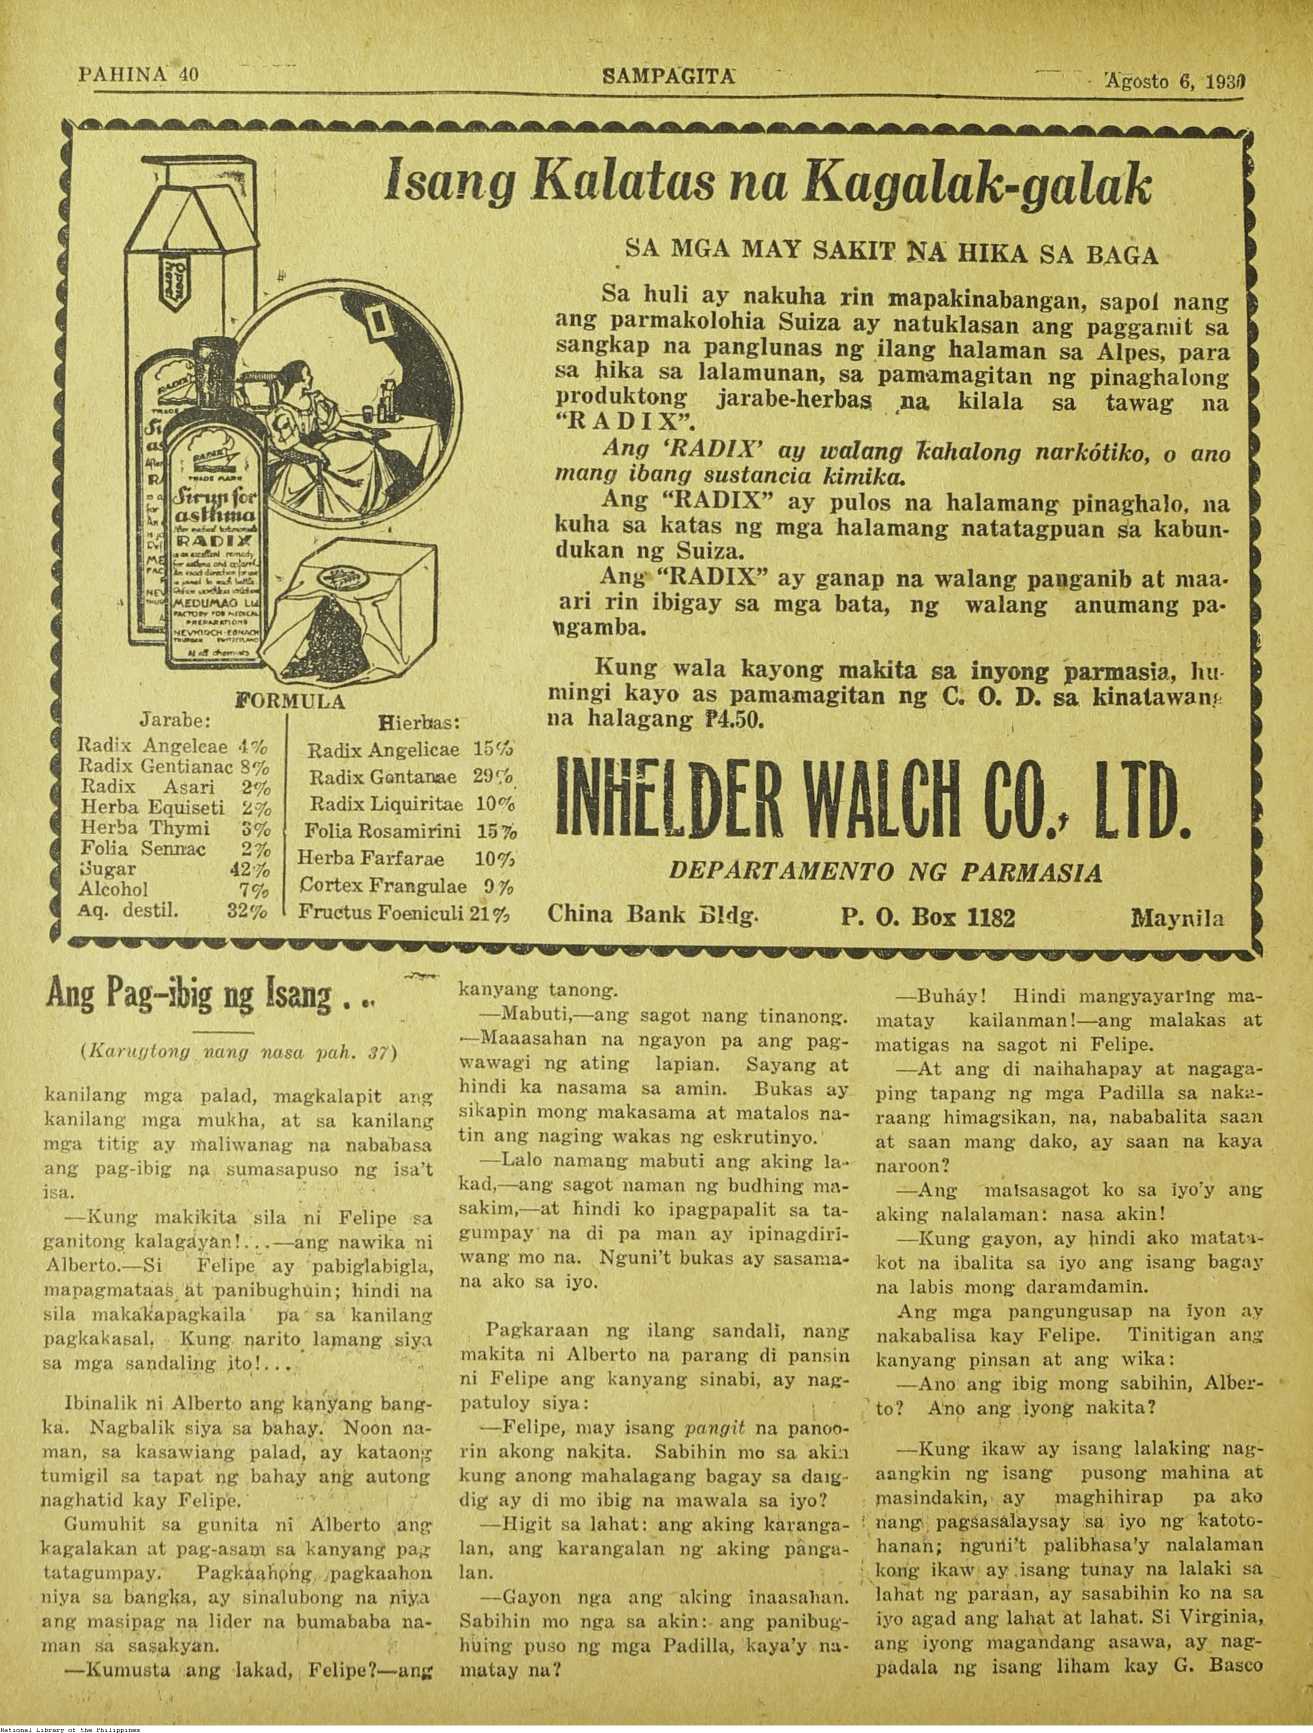 PAHINA 40
SAMPAGITA
Agosto 6, 1930
Isang Kalatas na Kagalak-galak
SA MGA MAY SAKIT NA HIKA SA BAGA
Sa huli ay nakuha rin mapakinabangan, sapol nang
ang parmakolohia Suiza ay natuklasan ang paggamit sa
sangkap na panglunas ng ilang halaman sa Alpes, para
sa hika sa lalamunan, sa pamamagitan ng pinaghalong
produktong jarabe-herbas na kilala sa tawag na
“RADIX”.
Ang ‘RADIX’ ay walang kahalong narkótiko, o ano
mang ibang sustancia kimika.
Ang “RADIX” ay pulos na halamang pinaghalo, na
kuha sa katas ng mga halamang natatagpuan sa kabun-
dukan ng Suiza.
Ang “RADIX” ay ganap na walang panganib at maa-
ari rin ibigay sa mga bata, ng walang anumang pa-
ngamba.
Kung wala kayong makita sa inyong parmasia, hu-
mingi kayo as pamamagitan ng C. O. D. sa kinatawang
na halagang ₱4.50.
INHELDER WALCH CO., LTD.
DEPARTAMENTO NG PARMASIA
China Bank Bldg. P. O. Box 1182 Maynila
Open here
RADIX
TRADE MARK
Sirup for
asthma
RADIX
an excellent remedy
MEDUMAG Ltd
FACTORY FOR MEDICAL
PREPARATIONS
At all chemists
FORMULA
Jarabe:
Radix Angelcae 4%
Radix Gentianac 8%
Radix Asari 2%
Herba Equiseti 2%
Herba Thymi 3%
Folia Sennac 2%
Sugar 42%
Alcohol 7%
Aq. destil. 32%
Hierbas:
Radix Angelicae 15%
Radix Gantanae 29%
Radix Liquiritae 10%
Folia Rosamirini 15%
Herba Farfarae 10%
Cortex Frangulae 9%
Fructus Foeniculi 21%
Ang Pag-ibig ng Isang . . .
(Karugtong nang nasa pah. 37)
kanilang mga palad, magkalapit ang
kanilang mga mukha, at sa kanilang
mga titig ay maliwanag na nababasa
ang pag-ibig na sumasapuso ng isa’t
isa.
—Kung makikita sila ni Felipe sa
ganitong kalagayan!...—ang nawika ni
Alberto.—Si Felipe ay pabiglabigla,
mapagmataas at panibughuin; hindi na
sila makakapagkaila pa sa kanilang
pagkakasal. Kung narito lamang siya
sa mga sandaling ito!...
Ibinalik ni Alberto ang kanyang bang-
ka. Nagbalik siya sa bahay. Noon na-
man, sa kasawiang palad, ay kataong
tumigil sa tapat ng bahay ang autong
naghatid kay Felipe.
Gumuhit sa gunita ni Alberto ang
kagalakan at pag-asam sa kanyang pag
tatagumpay. Pagkaahong pagkaahon
niya sa bangka, ay sinalubong na niya
ang masipag na lider na bumababa na-
man sa sasakyan.
—Kumusta ang lakad, Felipe?—ang
kanyang tanong.
—Mabuti,—ang sagot nang tinanong.
—Maaasahan na ngayon pa ang pag-
wawagi ng ating lapian. Sayang at
hindi ka nasama sa amin. Bukas ay
sikapin mong makasama at matalos na-
tin ang naging wakas ng eskrutinyo.
—Lalo namang mabuti ang aking la-
kad,—ang sagot naman ng budhing ma-
sakim,—at hindi ko ipagpapalit sa ta-
gumpay na di pa man ay ipinagdiri-
wang mo na. Nguni’t bukas ay sasama-
na ako sa iyo.
Pagkaraan ng ilang sandali, nang
makita ni Alberto na parang di pansin
ni Felipe ang kanyang sinabi, ay nag-
patuloy siya:
—Felipe, may isang pangit na panoo-
rin akong nakita. Sabihin mo sa akin
kung anong mahalagang bagay sa daig-
dig ay di mo ibig na mawala sa iyo?
—Higit sa lahat: ang aking karanga-
lan, ang karangalan ng aking panga-
lan.
—Gayon nga ang aking inaasahan.
Sabihin mo nga sa akin: ang panibug-
huing puso ng mga Padilla, kaya’y na-
matay na?
—Buháy! Hindi mangyayaring ma-
matay kailanman!—ang malakas at
matigas na sagot ni Felipe.
—At ang di naihahapay at nagaga-
ping tapang ng mga Padilla sa naka-
raang himagsikan, na, nababalita saan
at saan mang dako, ay saan na kaya
naroon?
—Ang maisasagot ko sa iyo’y ang
aking nalalaman: nasa akin!
—Kung gayon, ay hindi ako matata-
kot na ibalita sa iyo ang isang bagay
na labis mong daramdamin.
Ang mga pangungusap na iyon ay
nakabalisa kay Felipe. Tinitigan ang
kanyang pinsan at ang wika:
—Ano ang ibig mong sabihin, Alber-
to? Ano ang iyong nakita?
—Kung ikaw ay isang lalaking nag-
aangkin ng isang pusong mahina at
masindakin, ay maghihirap pa ako
nang pagsasalaysay sa iyo ng katoto-
hanan; nguni’t palibhasa’y nalalaman
kong ikaw ay isang tunay na lalaki sa
lahat ng paraan, ay sasabihin ko na sa
iyo agad ang lahat at lahat. Si Virginia,
ang iyong magandang asawa, ay nag-
padala ng isang liham kay G. Basco
National Library of the Philippines